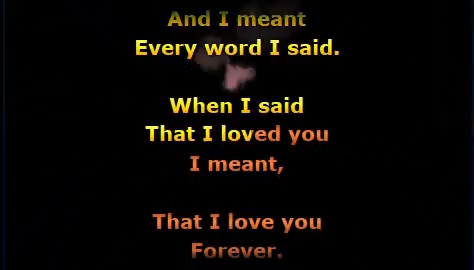 And I meant
Every word I said.
When I said
That I loved you
I meant,
That I love you
Forever.